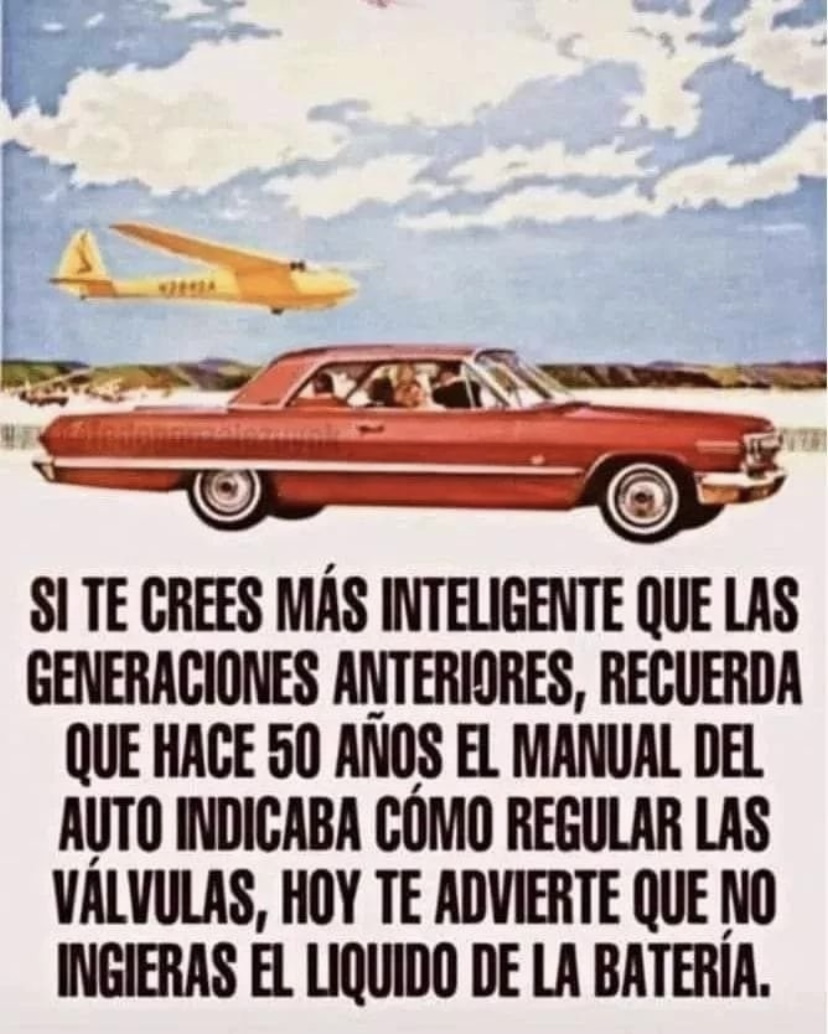 SI TE CREES MÁS INTELIGENTE QUE LAS
GENERACIONES ANTERIORES, RECUERDA
QUE HACE 50 AÑOS EL MANUAL DEL
AUTO INDICABA CÓMO REGULAR LAS
VÁLVULAS, HOY TE ADVIERTE QUE NO
INGIERAS EL LIQUIDO DE LA BATERÍA.